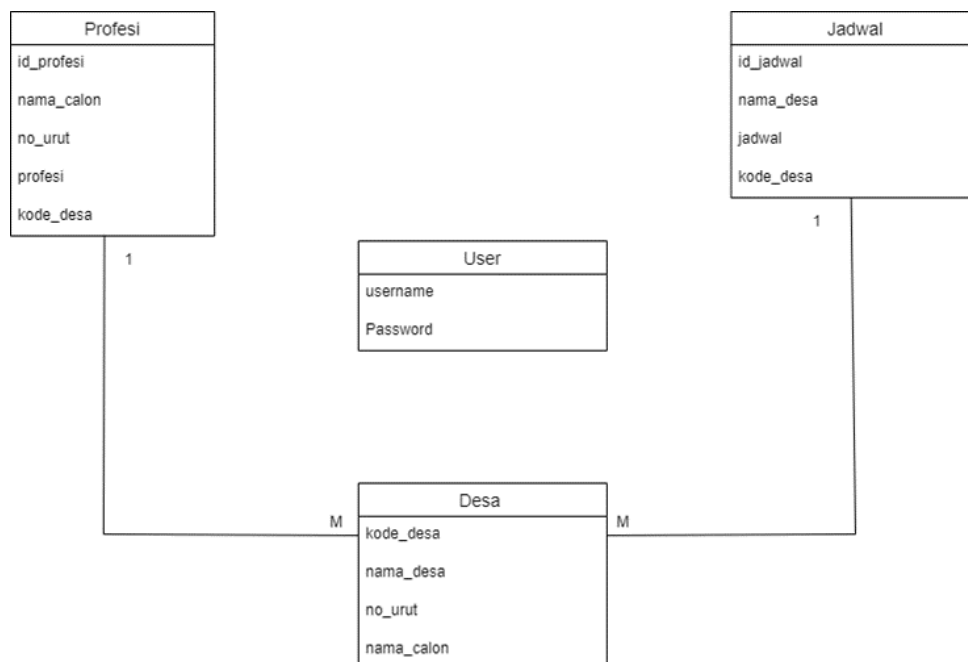 Profesi
id_profesi
nama_calon
no_urut
profesi
kode_desa
1
Jadwal
id_jadwal
nama_desa
jadwal
kode_desa
1
User
username
Password
Desa
M
kode_desa
M
nama_desa
no_urut
nama_calon